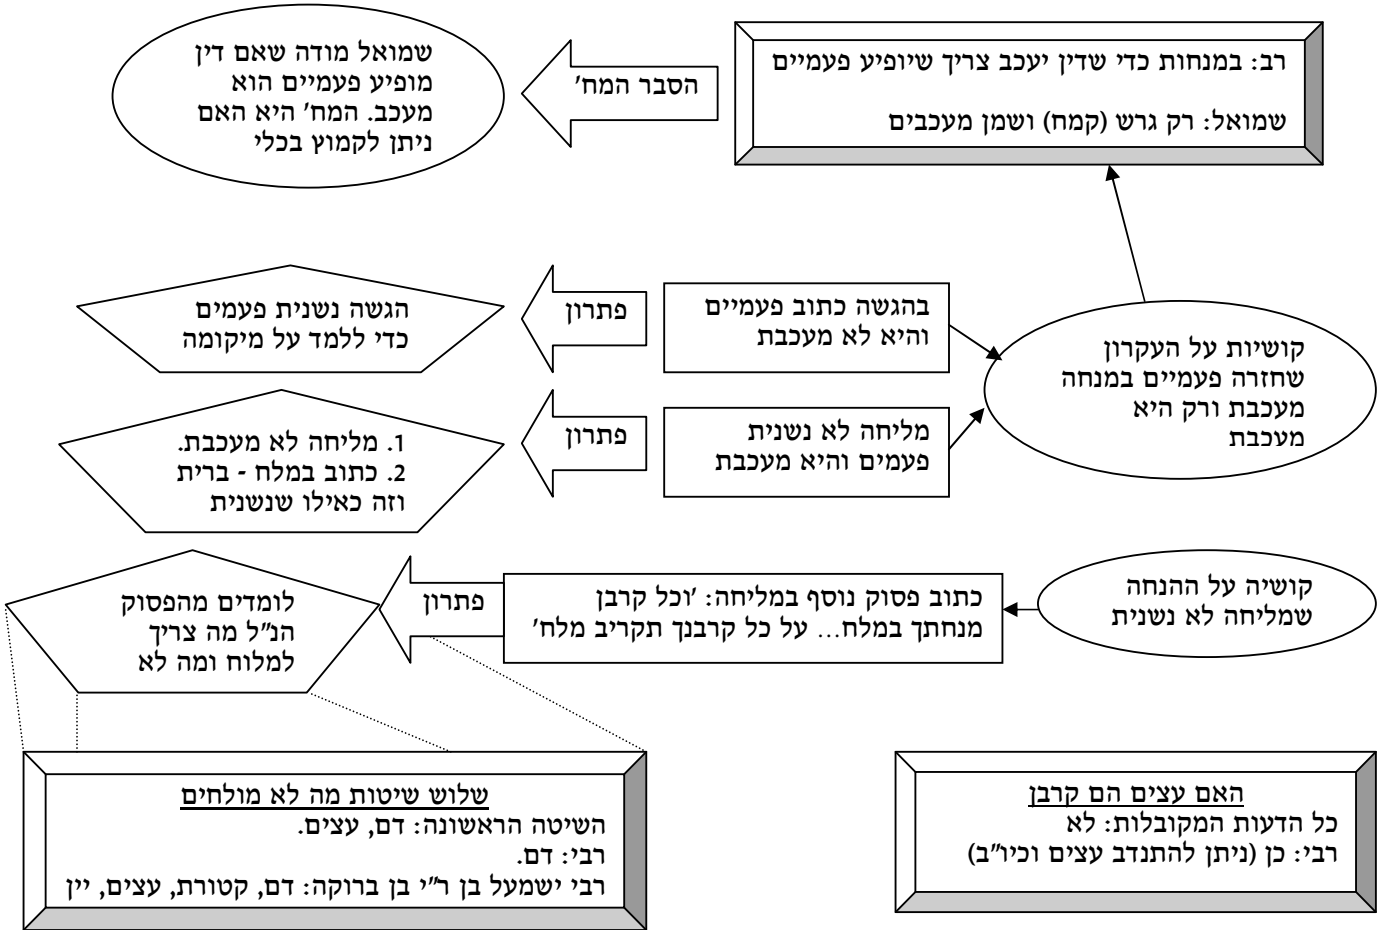 רב: במנחות כדי שדין יעכב צריך שיופיע פעמיים
שמואל: רק גרש (קמח) ושמן מעכבים
הסבר המח'
שמואל מודה שאם דין
מופיע פעמיים הוא
מעכב. המח' היא האם
ניתן לקמוץ בכלי
קושיות על העקרון
שחזרה פעמיים במנחה
מעכבת ורק היא
מעכבת
בהגשה כתוב פעמיים
והיא לא מעכבת
פתרון
הגשה נשנית פעמים
כדי ללמד על מיקומה
מליחה לא נשנית
פעמים והיא מעכבת
פתרון
1. מליחה לא מעכבת.
2. כתוב במלח - ברית
וזה כאילו שנשנית
קושיה על ההנחה
שמליחה לא נשנית
כתוב פסוק נוסף במליחה: 'וכל קרבן
מנחתך במלח... על כל קרבנך תקריב מלח'
פתרון
לומדים מהפסוק
הנ"ל מה צריך
למלוח ומה לא
האם עצים הם קרבן
כל הדעות המקובלות: לא
רבי: כן (ניתן להתנדב עצים וכיו"ב)
שלוש שיטות מה לא מולחים
השיטה הראשונה: דם, עצים.
רבי: דם.
רבי ישמעל בן ר"י בן ברוקה: דם, קטורת, עצים, יין